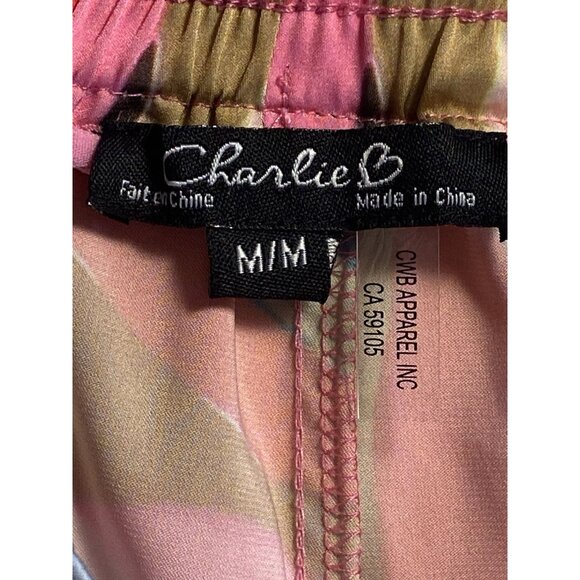 Charlie B
Fait en Chine
Made in China
M/M
CWB APPAREL INC
CA 59105